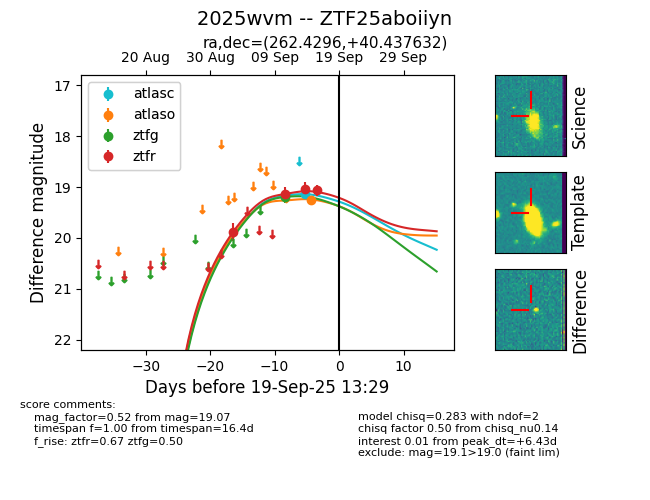 2025wvm -- ZTF25aboiiyn
ra,dec=(262.4296,+40.437632)
20 Aug 30 Aug 09 Sep 19 Sep 29 Sep
17
18
19
20
21
22
Difference magnitude
atlasc
atlaso
ztfg
ztfr
−30 −20 −10 0 10
Days before 19-Sep-25 13:29
Science
Template
Difference
score comments:
mag_factor=0.52 from mag=19.07
timespan f=1.00 from timespan=16.4d
f_rise: ztfr=0.67 ztfg=0.50
model chisq=0.283 with ndof=2
chisq factor 0.50 from chisq_nu0.14
interest 0.01 from peak_dt=+6.43d
exclude: mag=19.1>19.0 (faint lim)